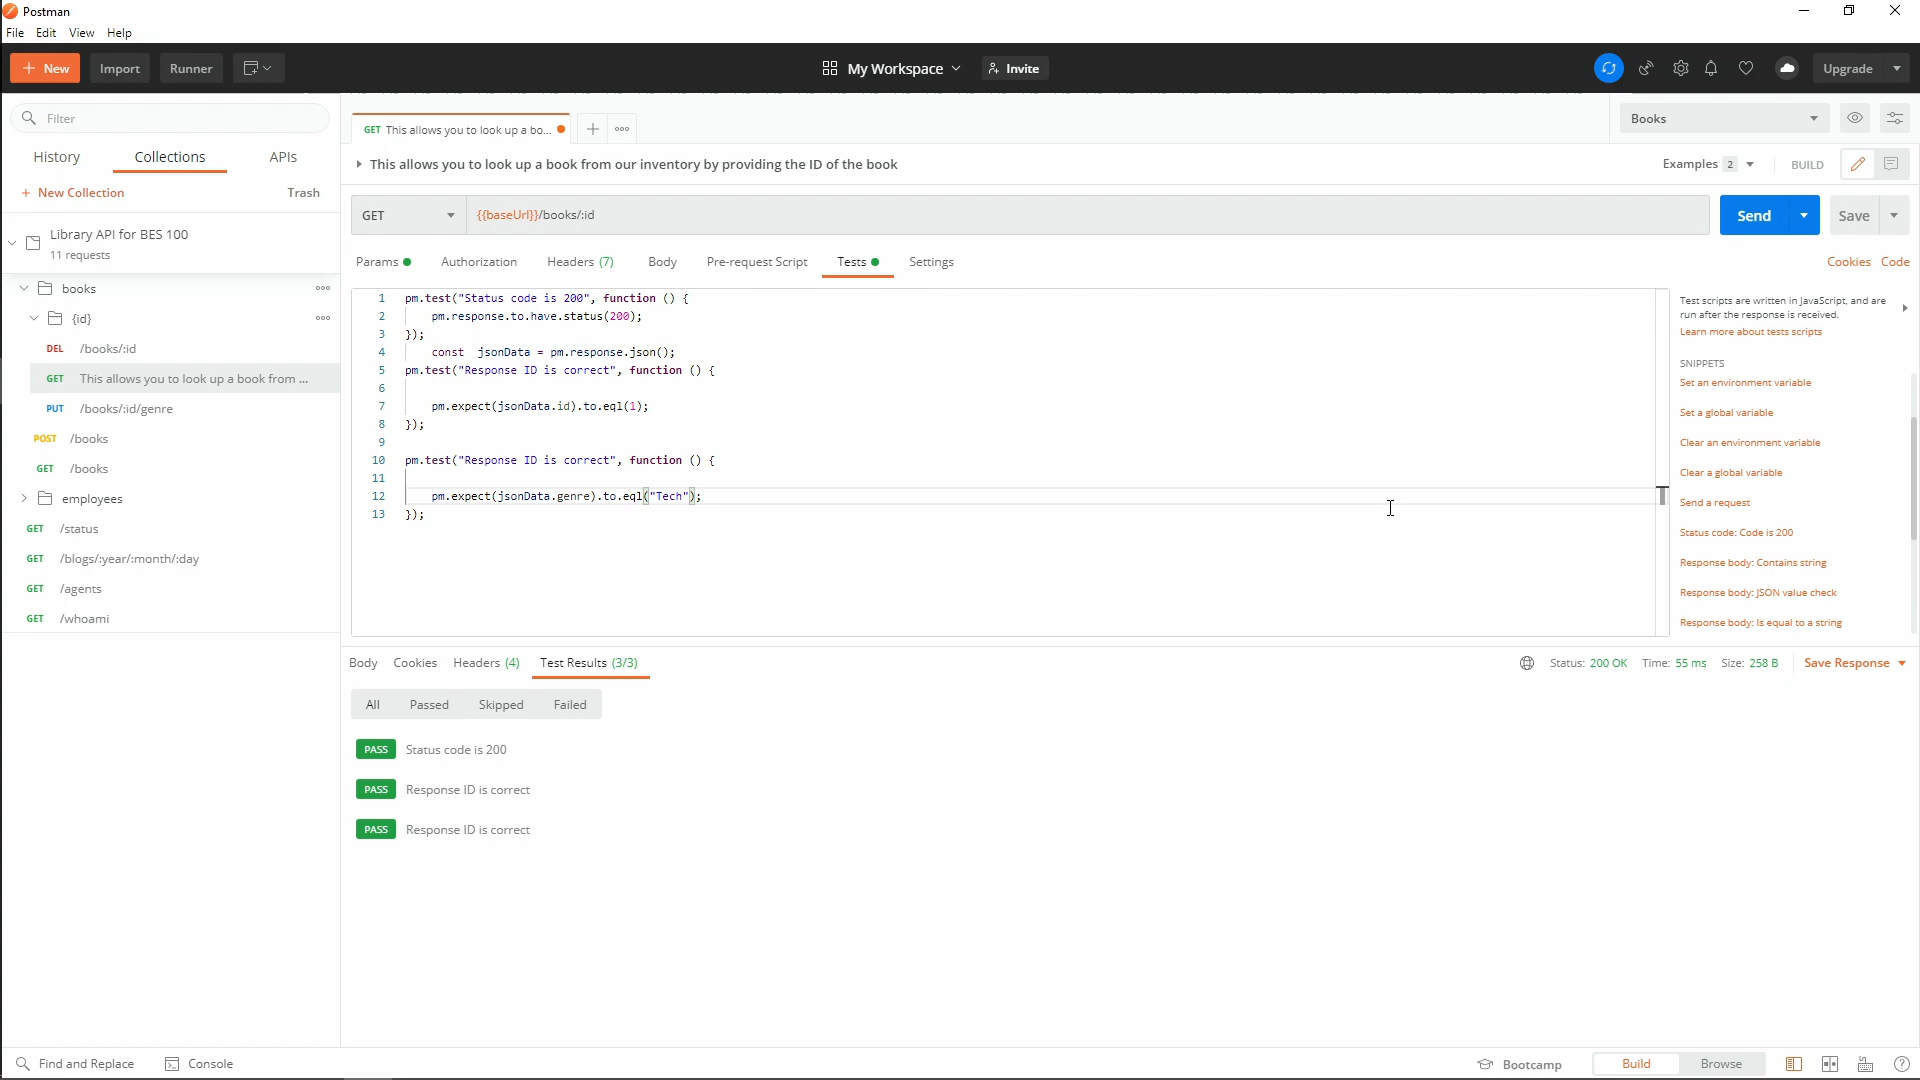 Postman
File Edit View Help
+ New Import Runner My Workspace Invite Upgrade
Filter
History Collections APIs
+ New Collection Trash
Library API for BES 100
11 requests
books
{id}
DEL /books/:id
GET This allows you to look up a book from ...
PUT /books/:id/genre
POST /books
GET /books
employees
GET /status
GET /blogs/:year/:month/:day
GET /agents
GET /whoami
GET This allows you to look up a bo...
Books
This allows you to look up a book from our inventory by providing the ID of the book
Examples 2 BUILD
GET {{baseUrl}}/books/:id Send Save
Params Authorization Headers (7) Body Pre-request Script Tests Settings Cookies Code
1 pm.test("Status code is 200", function () {
2 pm.response.to.have.status(200);
3 });
4 const jsonData = pm.response.json();
5 pm.test("Response ID is correct", function () {
6
7 pm.expect(jsonData.id).to.eql(1);
8 });
9
10 pm.test("Response ID is correct", function () {
11
12 pm.expect(jsonData.genre).to.eql("Tech");
13 });
Test scripts are written in JavaScript, and are
run after the response is received.
Learn more about tests scripts
SNIPPETS
Set an environment variable
Set a global variable
Clear an environment variable
Clear a global variable
Send a request
Status code: Code is 200
Response body: Contains string
Response body: JSON value check
Response body: Is equal to a string
Body Cookies Headers (4) Test Results (3/3) Status: 200 OK Time: 55 ms Size: 258 B Save Response
All Passed Skipped Failed
PASS Status code is 200
PASS Response ID is correct
PASS Response ID is correct
Find and Replace Console Bootcamp Build Browse